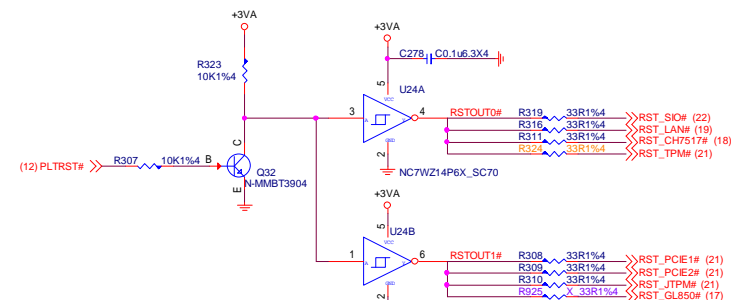 +3VA
+3VA
R323
10K1%4
C278
C0.1u6.3X4
5
U24A
VCC
3
A
Y
4
RSTOUT0#
R319
33R1%4
RST_SIO# (22)
R316
33R1%4
RST_LAN# (19)
R311
33R1%4
RST_CH7517# (18)
R324
33R1%4
RST_TPM# (21)
2
NC7WZ14P6X_SC70
(12) PLTRST#
R307
10K1%4
B
C
E
Q32
N-MMBT3904
+3VA
5
U24B
VCC
1
A
Y
6
RSTOUT1#
R308
33R1%4
RST_PCIE1# (21)
R309
33R1%4
RST_PCIE2# (21)
R310
33R1%4
RST_JTPM# (21)
R925
X_33R1%4
RST_GL850# (17)
2